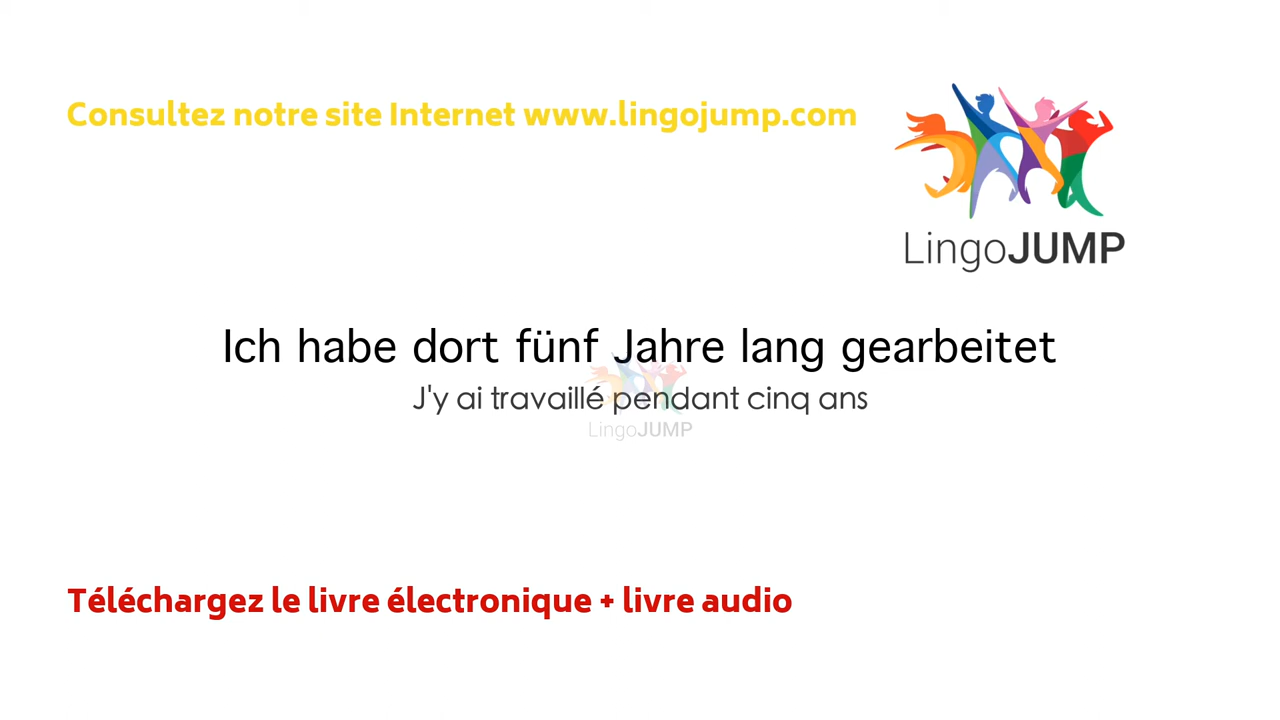 Consultez notre site Internet www.lingojump.com
LingoJUMP
Ich habe dort fünf Jahre lang gearbeitet
J'y ai travaillé pendant cinq ans
LingoJUMP
Téléchargez le livre électronique + livre audio